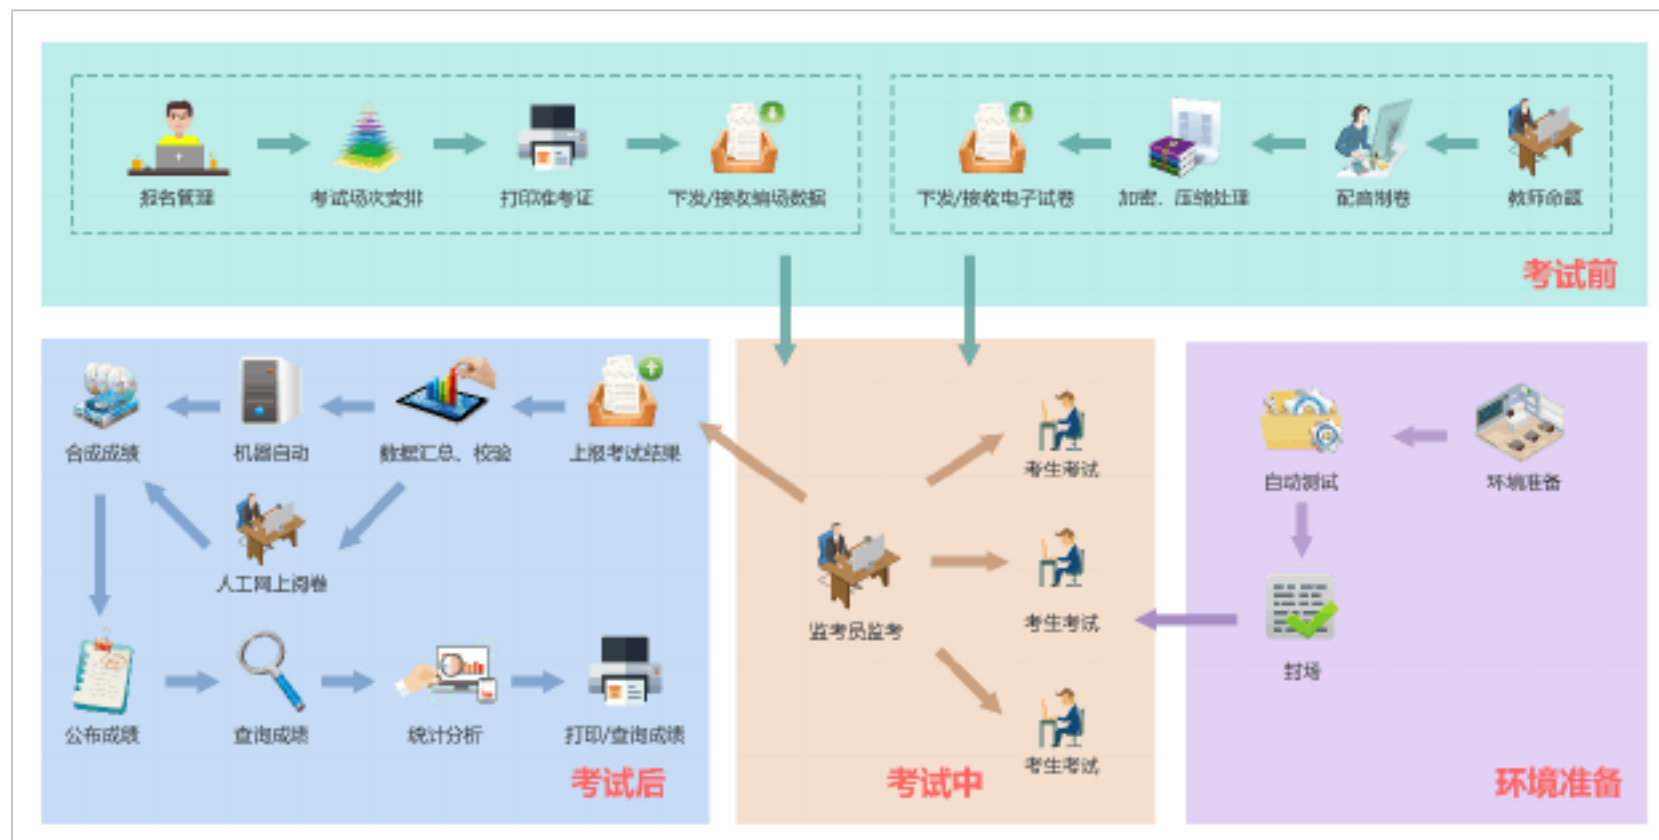 报名管理
考试场次安排
打印准考证
下发/接收编场数据
下发/接收电子试卷
加密、压缩处理
配音制卷
教师命题
考试前
合成成绩
机器自动
数据汇总、校验
上报考试结果
人工网上阅卷
公布成绩
查询成绩
统计分析
打印/查询成绩
考试后
监考员监考
考生考试
考生考试
考生考试
考试中
自动测试
环境准备
封场
环境准备